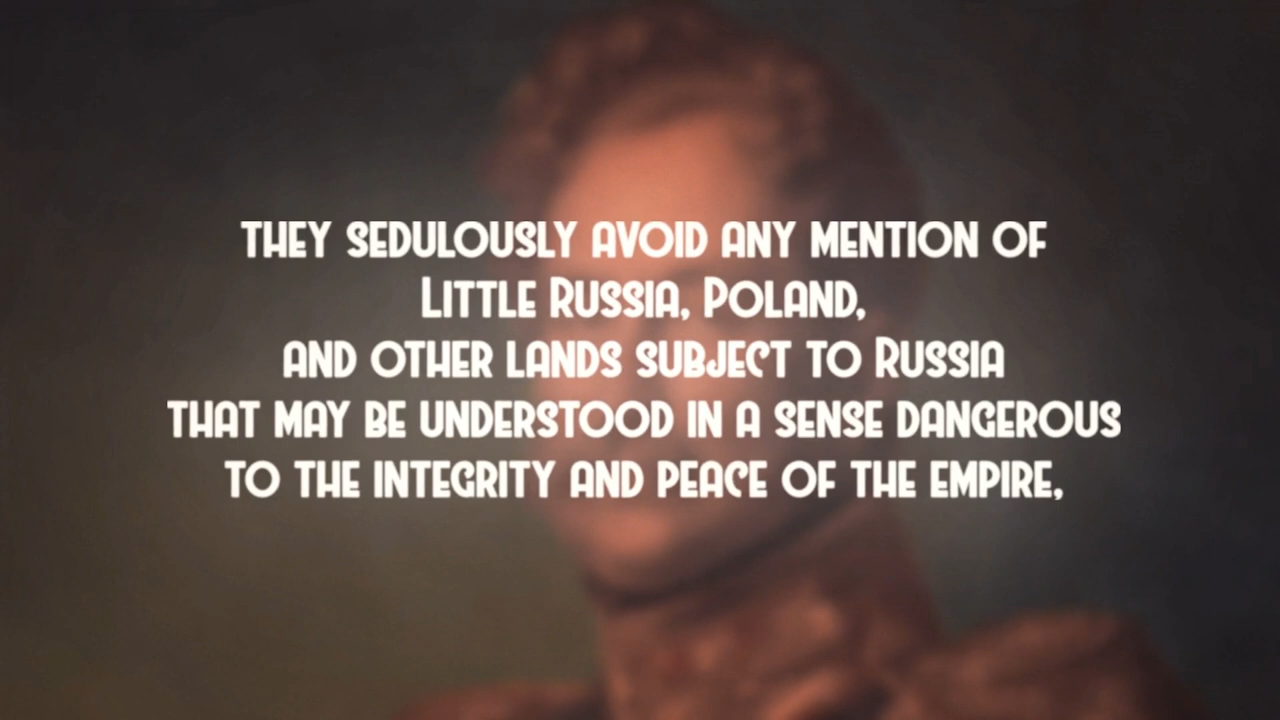 THEY SEDULOUSLY AVOID ANY MENTION OF
LITTLE RUSSIA, POLAND,
AND OTHER LANDS SUBJECT TO RUSSIA
THAT MAY BE UNDERSTOOD IN A SENSE DANGEROUS
TO THE INTEGRITY AND PEACE OF THE EMPIRE,